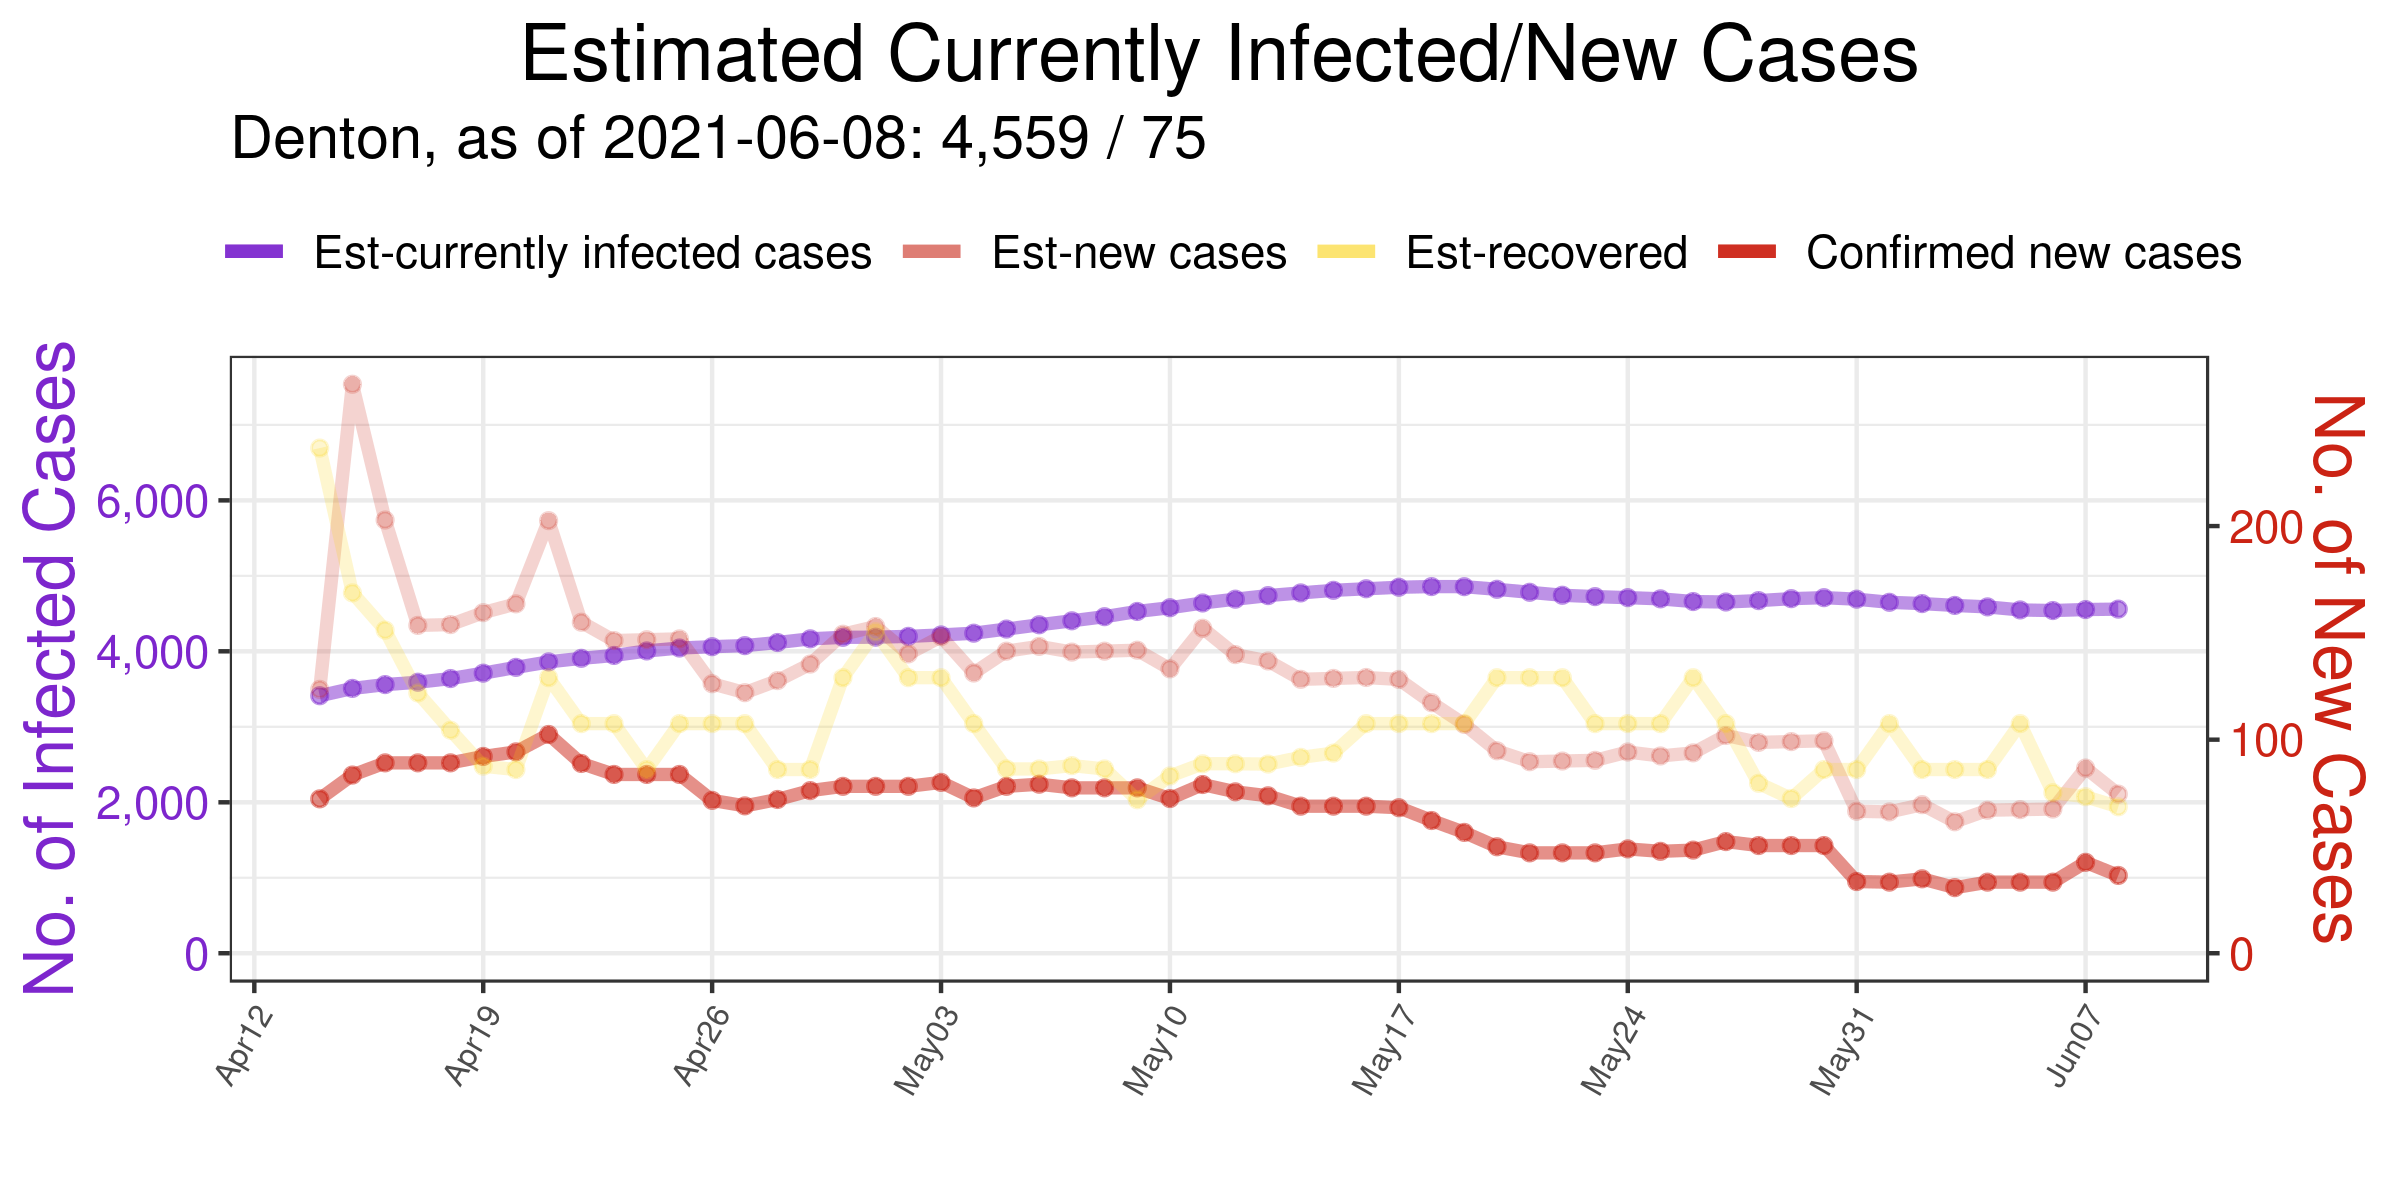 Estimated Currently Infected/New Cases
Denton, as of 2021-06-08: 4,559 / 75
Est-currently infected cases Est-new cases Est-recovered Confirmed new cases
No. of Infected Cases
6,000
4,000
2,000
0
No. of New Cases
200
100
0
Apr12 Apr19 Apr26 May03 May10 May17 May24 May31 Jun07